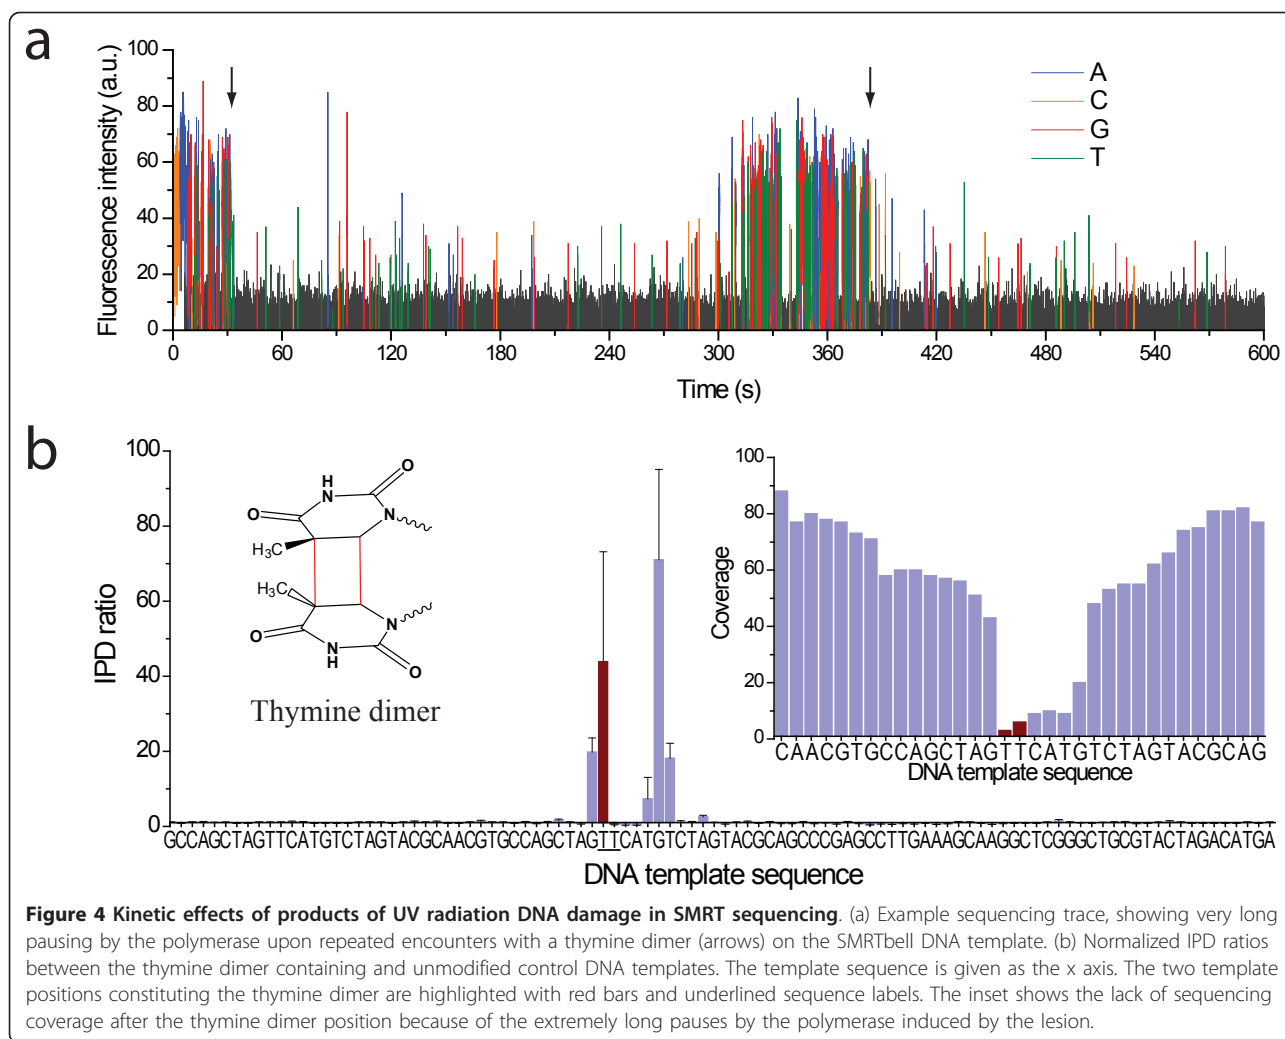 a
Fluorescence intensity (a.u.)
100
80
60
40
20
0
0 60 120 180 240 300 360 420 480 540 600
Time (s)
A
C
G
T
b
IPD ratio
100
80
60
40
20
0
O
NH
O
N
H₃C
H₃C
O
N
NH
O
Thymine dimer
Coverage
100
80
60
40
20
0
CAACGTGCCAGCTAGTTCATGTCTAGTACGCAG
DNA template sequence
GCCAGCTAGTTCATGTCTAGTACGCAACGTGCCAGCTAGTTCATGTCTAGTACGCAGCCCGAGCCTTGAAAGCAAGGCTCGGGCTGCGTACTAGACATGA
DNA template sequence
Figure 4 Kinetic effects of products of UV radiation DNA damage in SMRT sequencing. (a) Example sequencing trace, showing very long
pausing by the polymerase upon repeated encounters with a thymine dimer (arrows) on the SMRTbell DNA template. (b) Normalized IPD ratios
between the thymine dimer containing and unmodified control DNA templates. The template sequence is given as the x axis. The two template
positions constituting the thymine dimer are highlighted with red bars and underlined sequence labels. The inset shows the lack of sequencing
coverage after the thymine dimer position because of the extremely long pauses by the polymerase induced by the lesion.